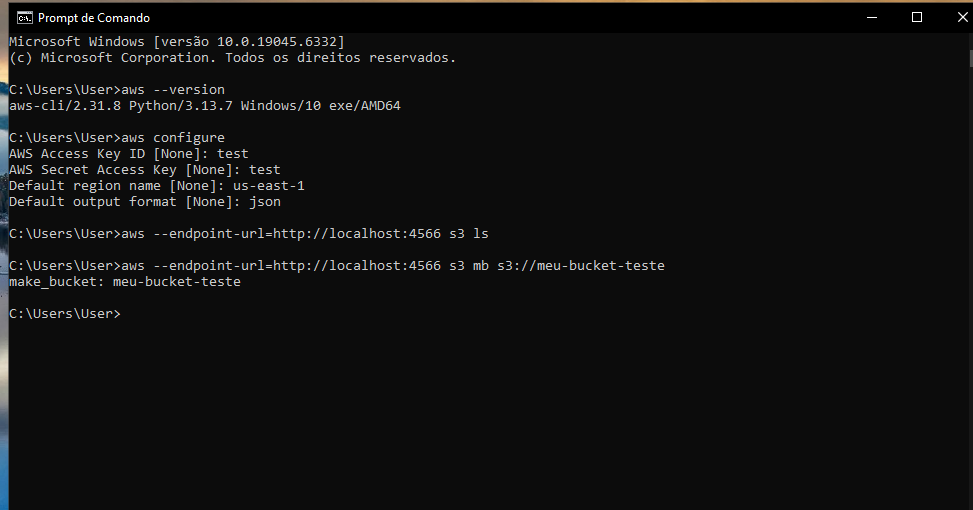 Prompt de Comando
Microsoft Windows [versão 10.0.19045.6332]
(c) Microsoft Corporation. Todos os direitos reservados.
C:\Users\User>aws --version
aws-cli/2.31.8 Python/3.13.7 Windows/10 exe/AMD64
C:\Users\User>aws configure
AWS Access Key ID [None]: test
AWS Secret Access Key [None]: test
Default region name [None]: us-east-1
Default output format [None]: json
C:\Users\User>aws --endpoint-url=http://localhost:4566 s3 ls
C:\Users\User>aws --endpoint-url=http://localhost:4566 s3 mb s3://meu-bucket-teste
make_bucket: meu-bucket-teste
C:\Users\User>